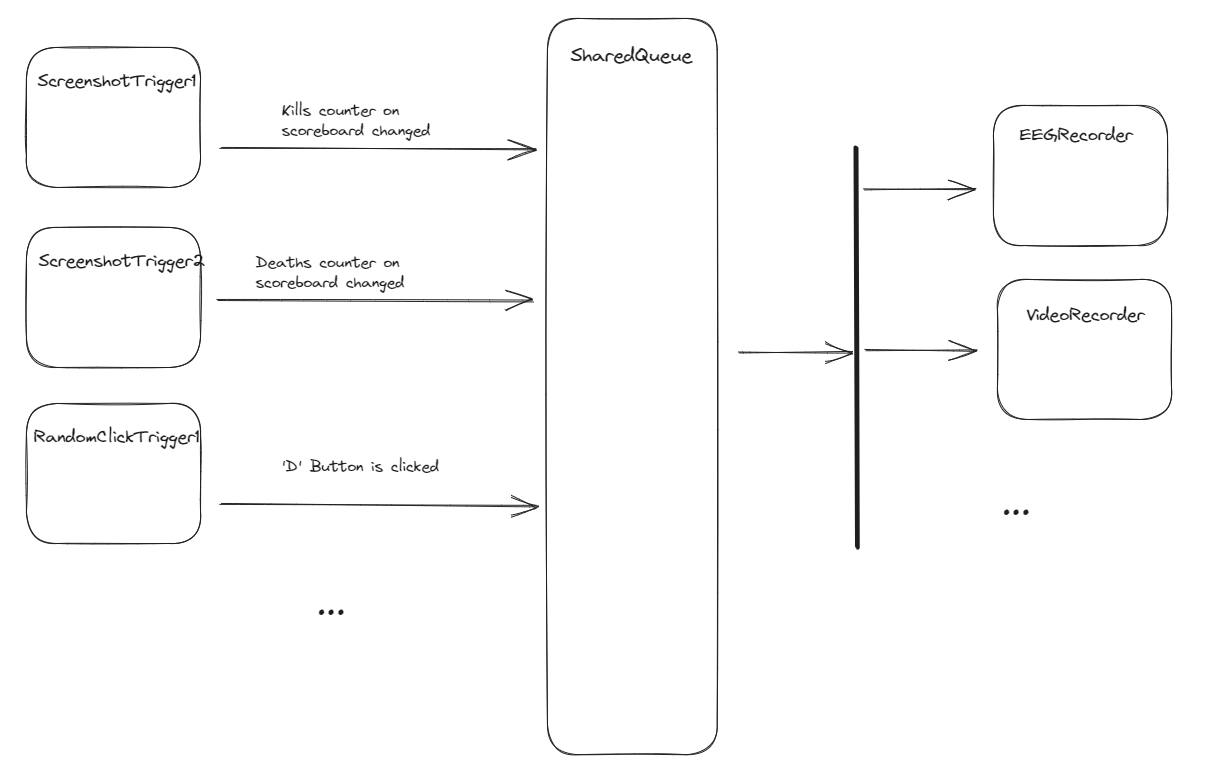 ScreenshotTrigger1
Kills counter on
scoreboard changed
ScreenshotTrigger2
Deaths counter on
scoreboard changed
RandomClickTrigger1
'D' Button is clicked
...
SharedQueue
EEGRecorder
VideoRecorder
...